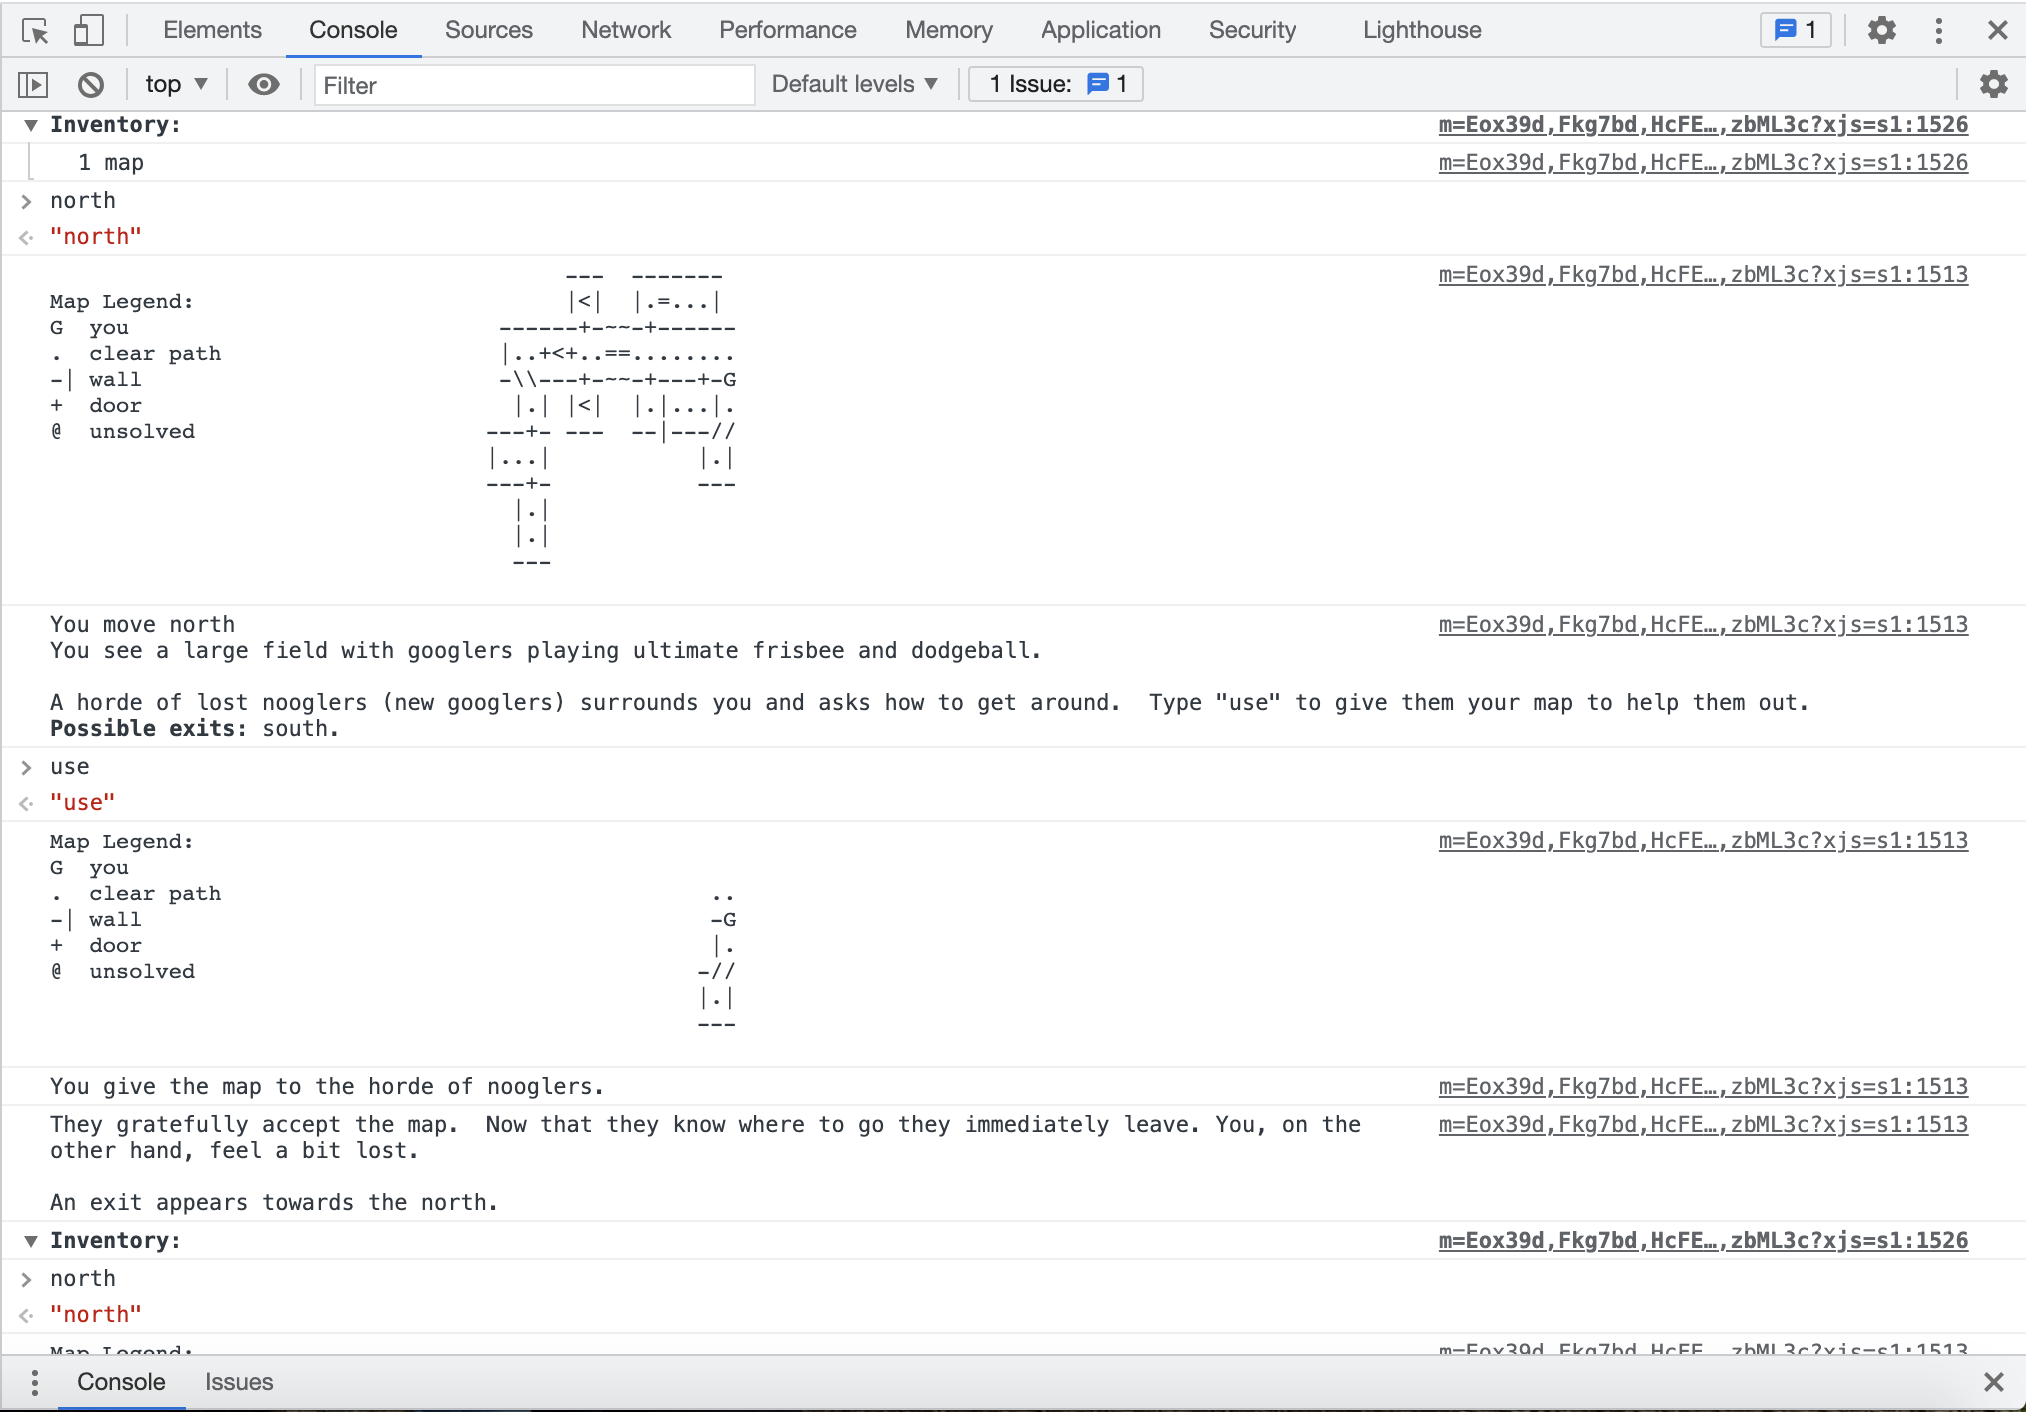 Elements Console Sources Network Performance Memory Application Security Lighthouse 1
top ▼ Filter Default levels ▼ 1 Issue: 1
▼ Inventory: m=Eox39d,Fkg7bd,HcFE…,zbML3c?xjs=s1:1526
1 map m=Eox39d,Fkg7bd,HcFE…,zbML3c?xjs=s1:1526
> north
<· "north"
                                       ---  ------- m=Eox39d,Fkg7bd,HcFE…,zbML3c?xjs=s1:1513
Map Legend:                            |<|  |.=...|
G  you                            ------+-~~-+------
.  clear path                     |..+<+..==........
-| wall                           -\\---+-~~-+---+-G
+  door                            |.| |<|  |.|...|.
@  unsolved                      ---+- ---  --|---//
                                 |...|           |.|
                                 ---+-           ---
                                   |.|
                                   |.|
                                   ---
You move north m=Eox39d,Fkg7bd,HcFE…,zbML3c?xjs=s1:1513
You see a large field with googlers playing ultimate frisbee and dodgeball.
A horde of lost nooglers (new googlers) surrounds you and asks how to get around.  Type "use" to give them your map to help them out.
Possible exits: south.
> use
<· "use"
Map Legend: m=Eox39d,Fkg7bd,HcFE…,zbML3c?xjs=s1:1513
G  you
.  clear path                                     ..
-| wall                                           -G
+  door                                           |.
@  unsolved                                      -//
                                                 |.|
                                                 ---
You give the map to the horde of nooglers. m=Eox39d,Fkg7bd,HcFE…,zbML3c?xjs=s1:1513
They gratefully accept the map.  Now that they know where to go they immediately leave. You, on the m=Eox39d,Fkg7bd,HcFE…,zbML3c?xjs=s1:1513
other hand, feel a bit lost.
An exit appears towards the north.
▼ Inventory: m=Eox39d,Fkg7bd,HcFE…,zbML3c?xjs=s1:1526
> north
<· "north"
Map Legend: m=Eox39d,Fkg7bd,HcFE…,zbML3c?xjs=s1:1513
Console Issues